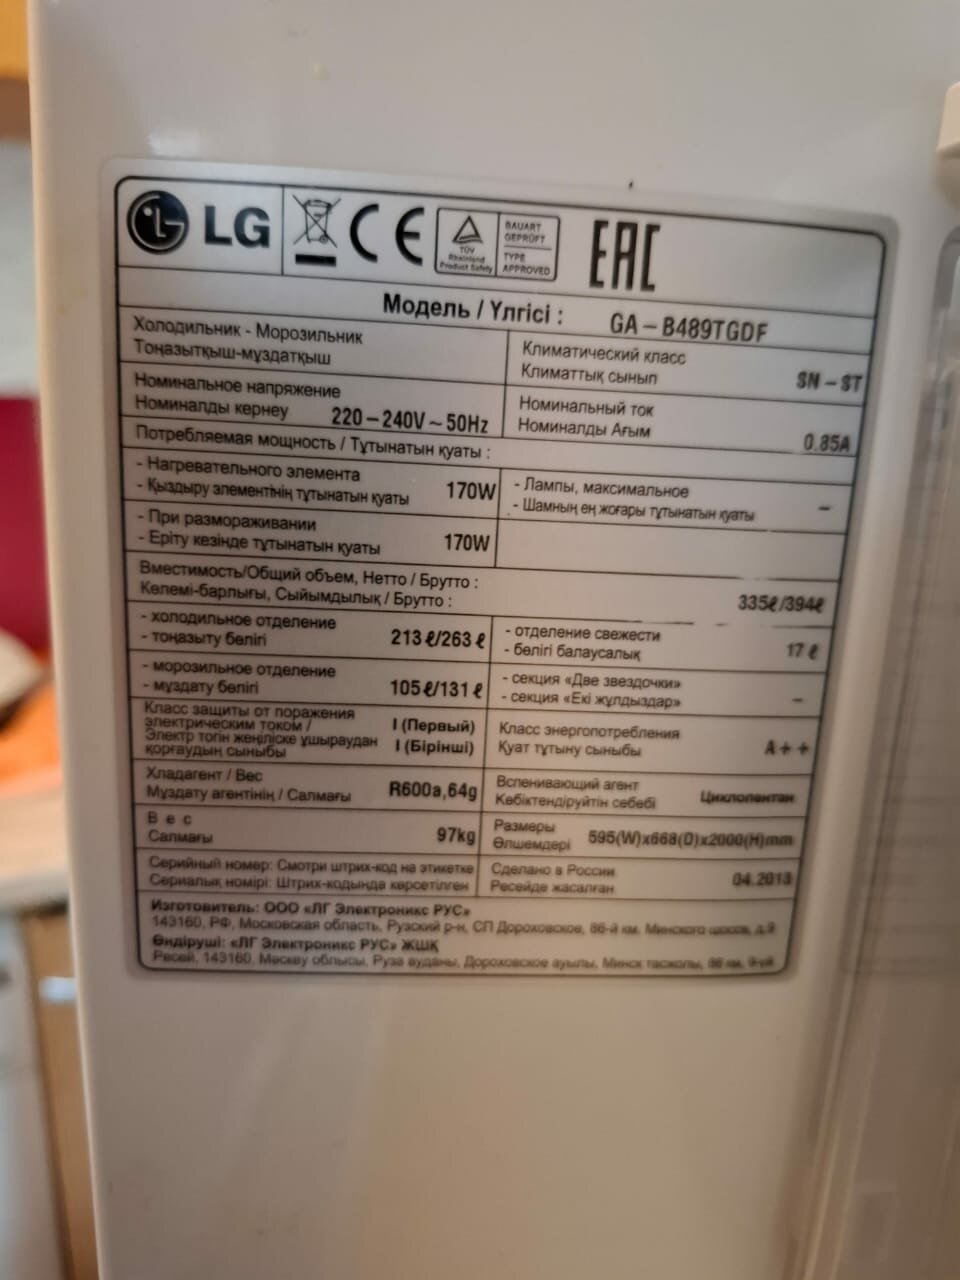 LG CE TÜV Rheinland Product Safety BAUART GEPRÜFT TYPE APPROVED EAC
Модель / Үлгісі : GA-B489TGDF
Холодильник - Морозильник
Тоңазытқыш-мұздатқыш
Климатический класс
Климаттық сынып SN-ST
Номинальное напряжение
Номиналды кернеу 220-240V~50Hz
Номинальный ток
Номиналды Ағым 0.85A
Потребляемая мощность / Тұтынатын қуаты :
- Нагревательного элемента
- Қыздыру элементінің тұтынатын қуаты 170W
- Лампы, максимальное
- Шамның ең жоғары тұтынатын қуаты –
- При размораживании
- Еріту кезінде тұтынатын қуаты 170W
Вместимость/Общий объем, Нетто / Брутто :
Көлемі-барлығы, Сыйымдылық / Брутто : 335ℓ/394ℓ
- холодильное отделение
- тоңазыту бөлігі 213 ℓ/263 ℓ
- отделение свежести
- бөлігі балаусалық 17 ℓ
- морозильное отделение
- мұздату бөлігі 105 ℓ/131 ℓ
- секция «Две звездочки»
- секция «Екі жұлдыздар» –
Класс защиты от поражения
электрическим током / I (Первый)
Электр тогін жеңіліске ұшыраудан
қорғаудың сыныбы I (Бірінші)
Класс энергопотребления
Қуат тұтыну сыныбы A++
Хладагент / Вес
Мұздату агентінің / Салмағы R600a,64g
Вспенивающий агент
Көбіктендіруйтін себебі Циклопентан
Вес
Салмағы 97kg
Размеры
Өлшемдері 595(W)x668(D)x2000(H)mm
Серийный номер: Смотри штрих-код на этикетке
Сериалық номірі: Штрих-кодында көрсетілген
Сделано в России
Ресейде жасалған 04.2013
Изготовитель: ООО «ЛГ Электроникс РУС»
143160, РФ, Московская область, Рузский р-н, СП Дороховское, 86-й км. Минского шоссе, д.9
Өндіруші: «ЛГ Электроникс РУС» ЖШҚ
Ресей, 143160, Мәскеу облысы, Руза ауданы, Дороховское ауылы, Минск тасжолы, 86 км, 9-үй